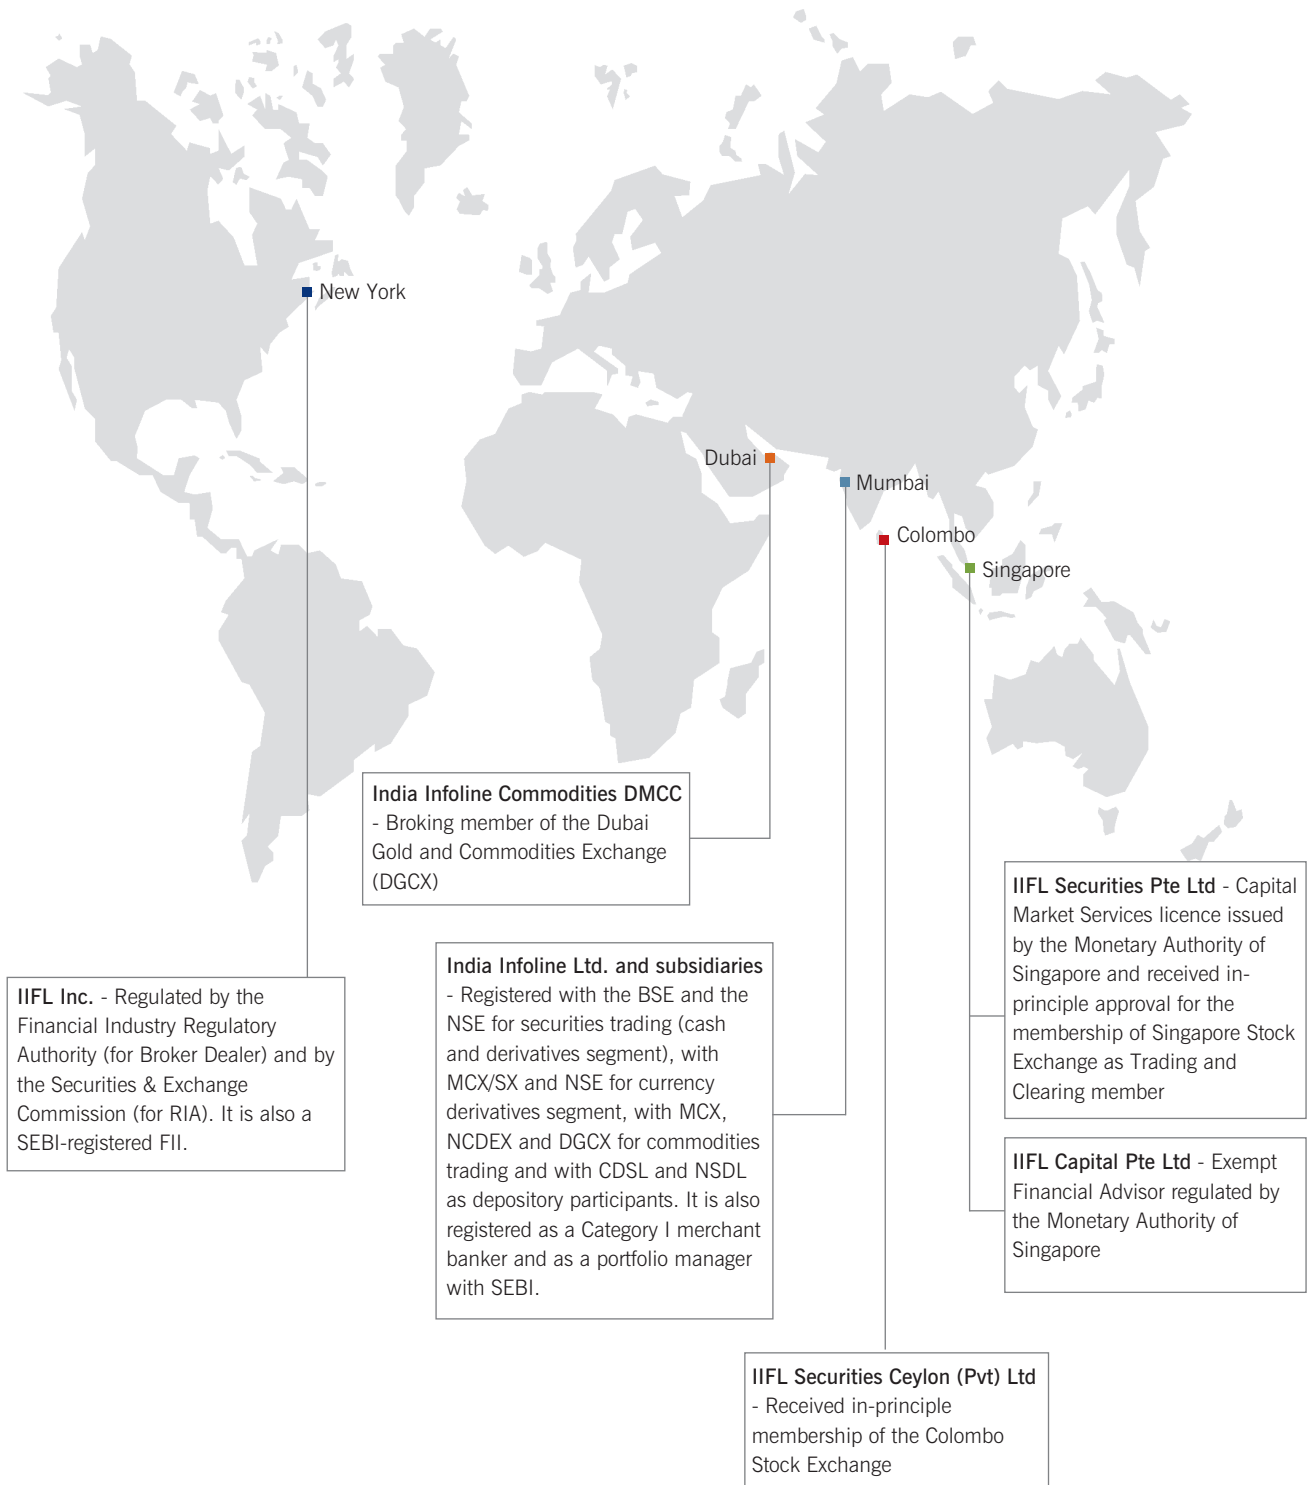 New York
Dubai
Mumbai
Colombo
Singapore
India Infoline Commodities DMCC
- Broking member of the Dubai
Gold and Commodities Exchange
(DGCX)
IIFL Securities Pte Ltd - Capital
Market Services licence issued
by the Monetary Authority of
Singapore and received in-
principle approval for the
membership of Singapore Stock
Exchange as Trading and
Clearing member
India Infoline Ltd. and subsidiaries
- Registered with the BSE and the
NSE for securities trading (cash
and derivatives segment), with
MCX/SX and NSE for currency
derivatives segment, with MCX,
NCDEX and DGCX for commodities
trading and with CDSL and NSDL
as depository participants. It is also
registered as a Category I merchant
banker and as a portfolio manager
with SEBI.
IIFL Inc. - Regulated by the
Financial Industry Regulatory
Authority (for Broker Dealer) and by
the Securities & Exchange
Commission (for RIA). It is also a
SEBI-registered FII.
IIFL Capital Pte Ltd - Exempt
Financial Advisor regulated by
the Monetary Authority of
Singapore
IIFL Securities Ceylon (Pvt) Ltd
- Received in-principle
membership of the Colombo
Stock Exchange